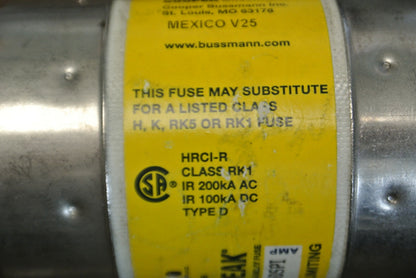 Cooper Bussmann Inc.
St. Louis, MO 63178
MEXICO V25
www.bussmann.com
THIS FUSE MAY SUBSTITUTE
FOR A LISTED CLASS
H, K, RK5 OR RK1 FUSE
HRCI-R
CLASS RK1
IR 200kA AC
IR 100kA DC
TYPE D
SA
®
AMP